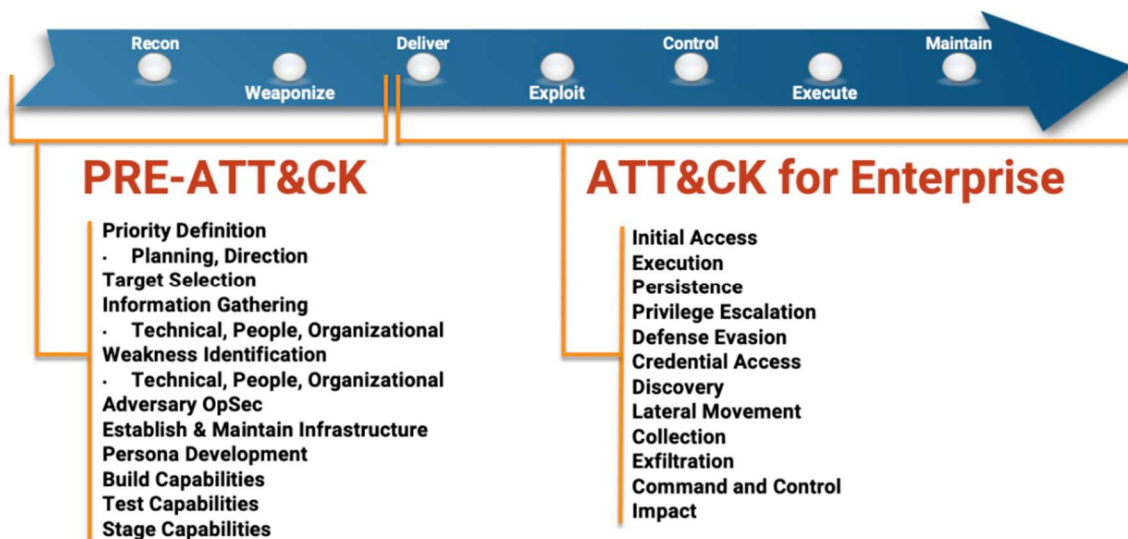 Recon
Weaponize
Deliver
Exploit
Control
Execute
Maintain
PRE-ATT&CK
Priority Definition
· Planning, Direction
Target Selection
Information Gathering
· Technical, People, Organizational
Weakness Identification
· Technical, People, Organizational
Adversary OpSec
Establish & Maintain Infrastructure
Persona Development
Build Capabilities
Test Capabilities
Stage Capabilities
ATT&CK for Enterprise
Initial Access
Execution
Persistence
Privilege Escalation
Defense Evasion
Credential Access
Discovery
Lateral Movement
Collection
Exfiltration
Command and Control
Impact